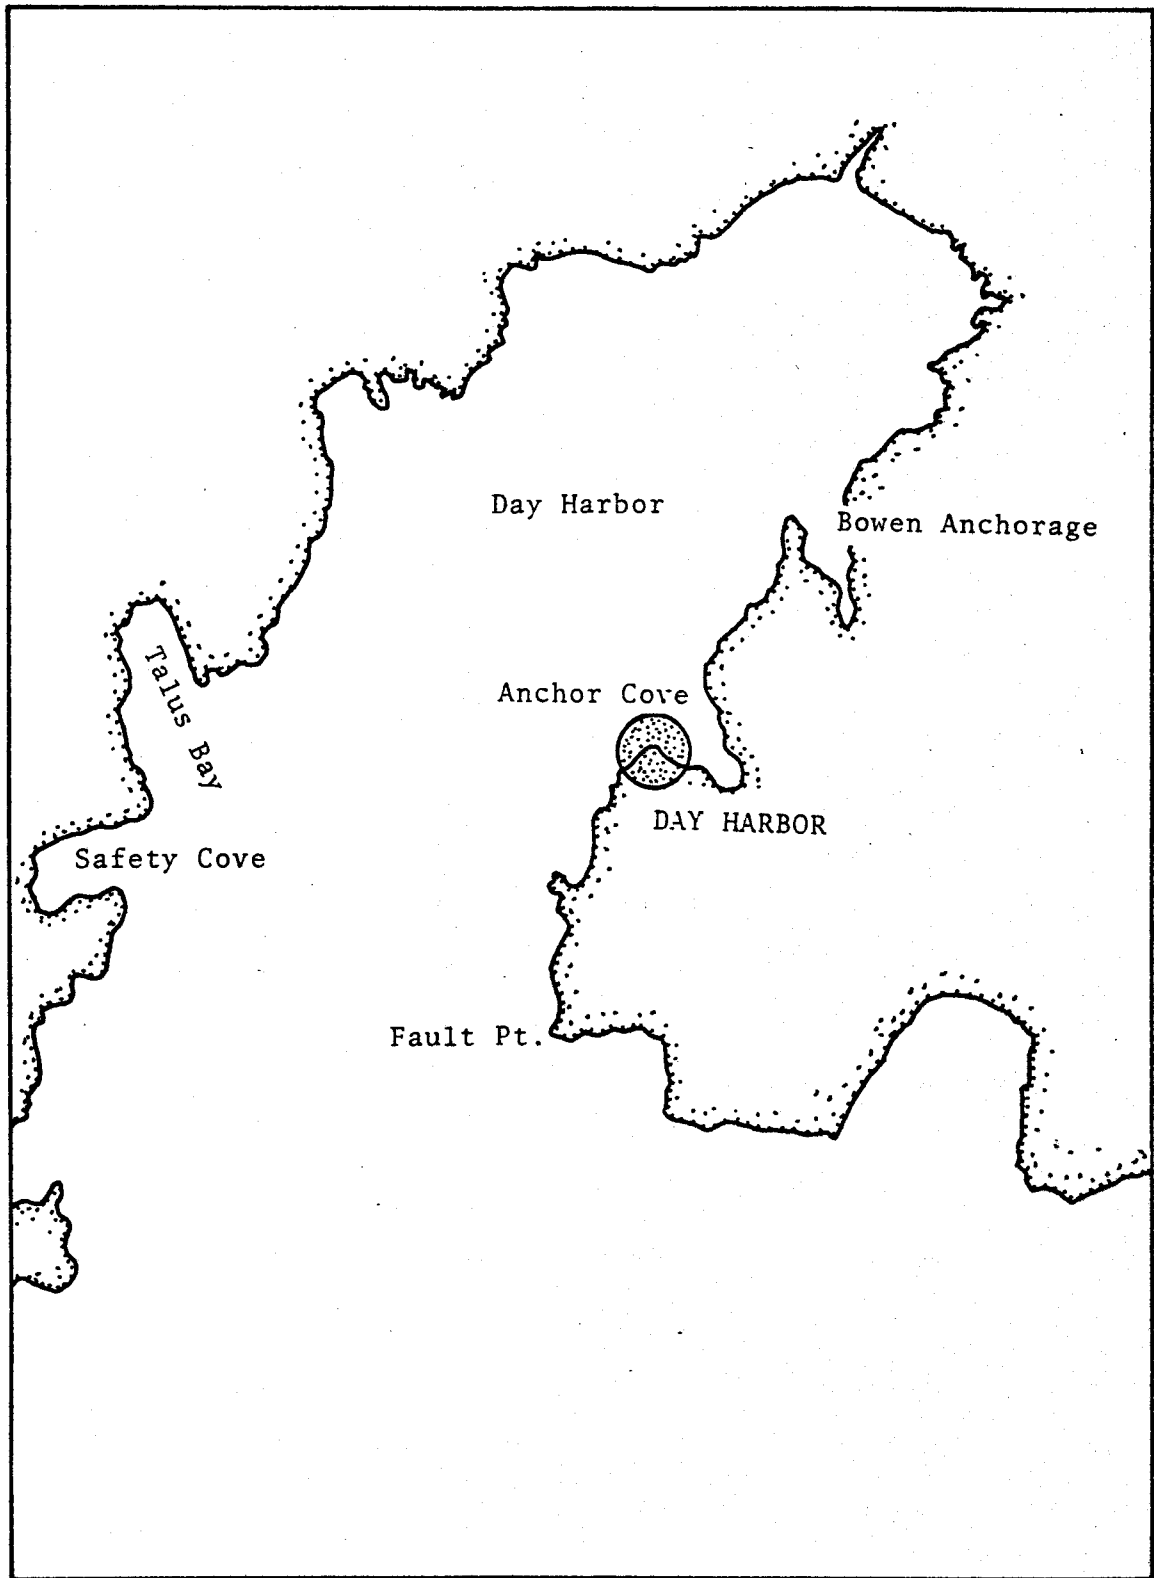 Day Harbor
Bowen Anchorage
Talus Bay
Anchor Cove
DAY HARBOR
Safety Cove
Fault Pt.